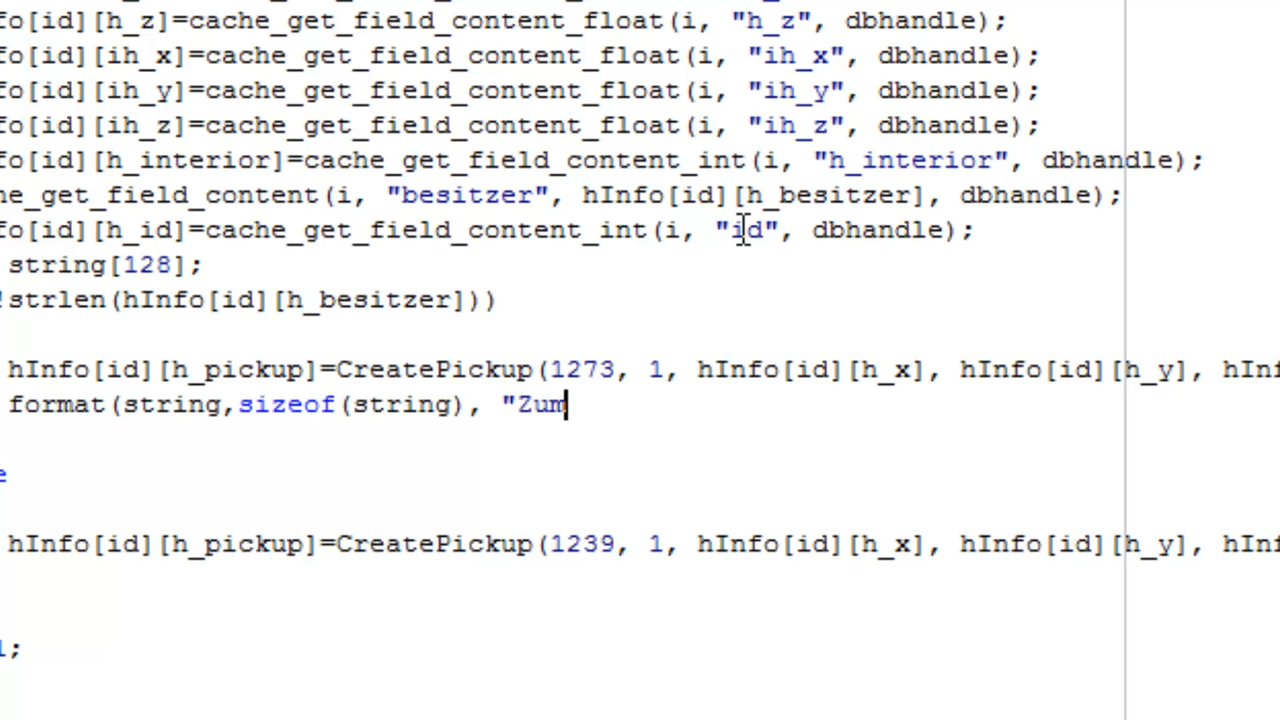 fo[id][h_z]=cache_get_field_content_float(i, "h_z", dbhandle);
fo[id][ih_x]=cache_get_field_content_float(i, "ih_x", dbhandle);
fo[id][ih_y]=cache_get_field_content_float(i, "ih_y", dbhandle);
fo[id][ih_z]=cache_get_field_content_float(i, "ih_z", dbhandle);
fo[id][h_interior]=cache_get_field_content_int(i, "h_interior", dbhandle);
he_get_field_content(i, "besitzer", hInfo[id][h_besitzer], dbhandle);
fo[id][h_id]=cache_get_field_content_int(i, "id", dbhandle);
string[128];
!strlen(hInfo[id][h_besitzer]))
hInfo[id][h_pickup]=CreatePickup(1273, 1, hInfo[id][h_x], hInfo[id][h_y], hInf
format(string,sizeof(string), "Zum
e
hInfo[id][h_pickup]=CreatePickup(1239, 1, hInfo[id][h_x], hInfo[id][h_y], hInf
1;